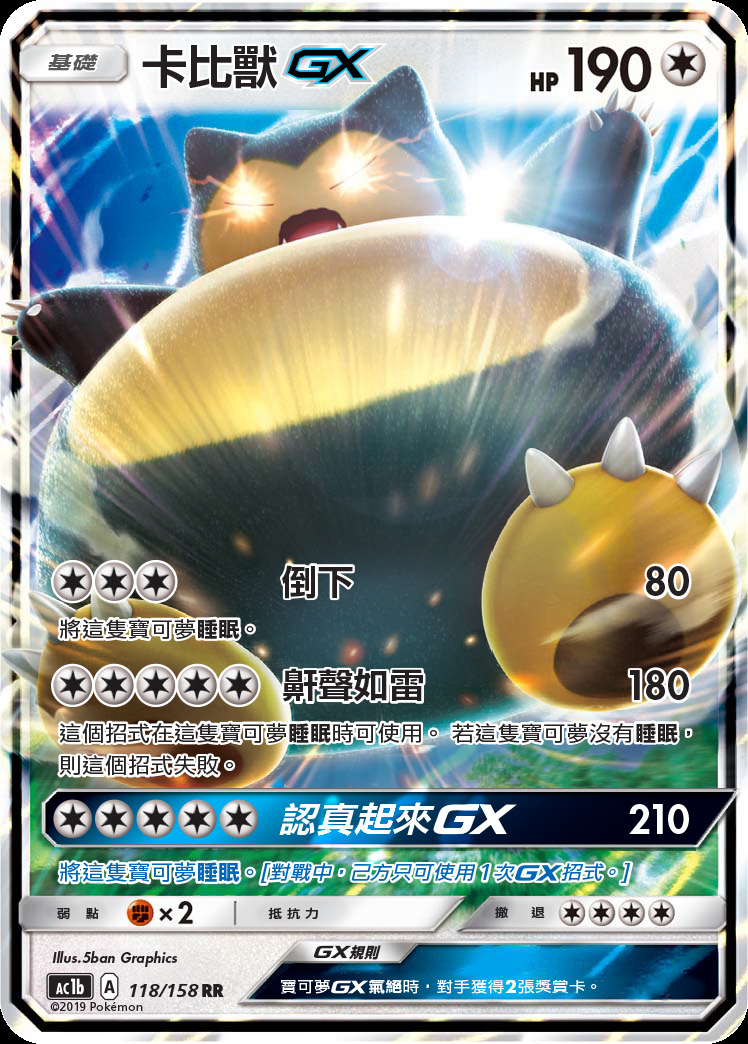 基礎 卡比獸GX HP 190
倒下 80
將這隻寶可夢睡眠。
鼾聲如雷 180
這個招式在這隻寶可夢睡眠時可使用。 若這隻寶可夢沒有睡眠，
則這個招式失敗。
認真起來GX 210
將這隻寶可夢睡眠。[對戰中，己方只可使用1次GX招式。]
弱點 ×2 抵抗力 撤退
Illus.5ban Graphics
GX規則
AC1b A 118/158 RR
寶可夢GX氣絕時，對手獲得2張獎賞卡。
©2019 Pokémon